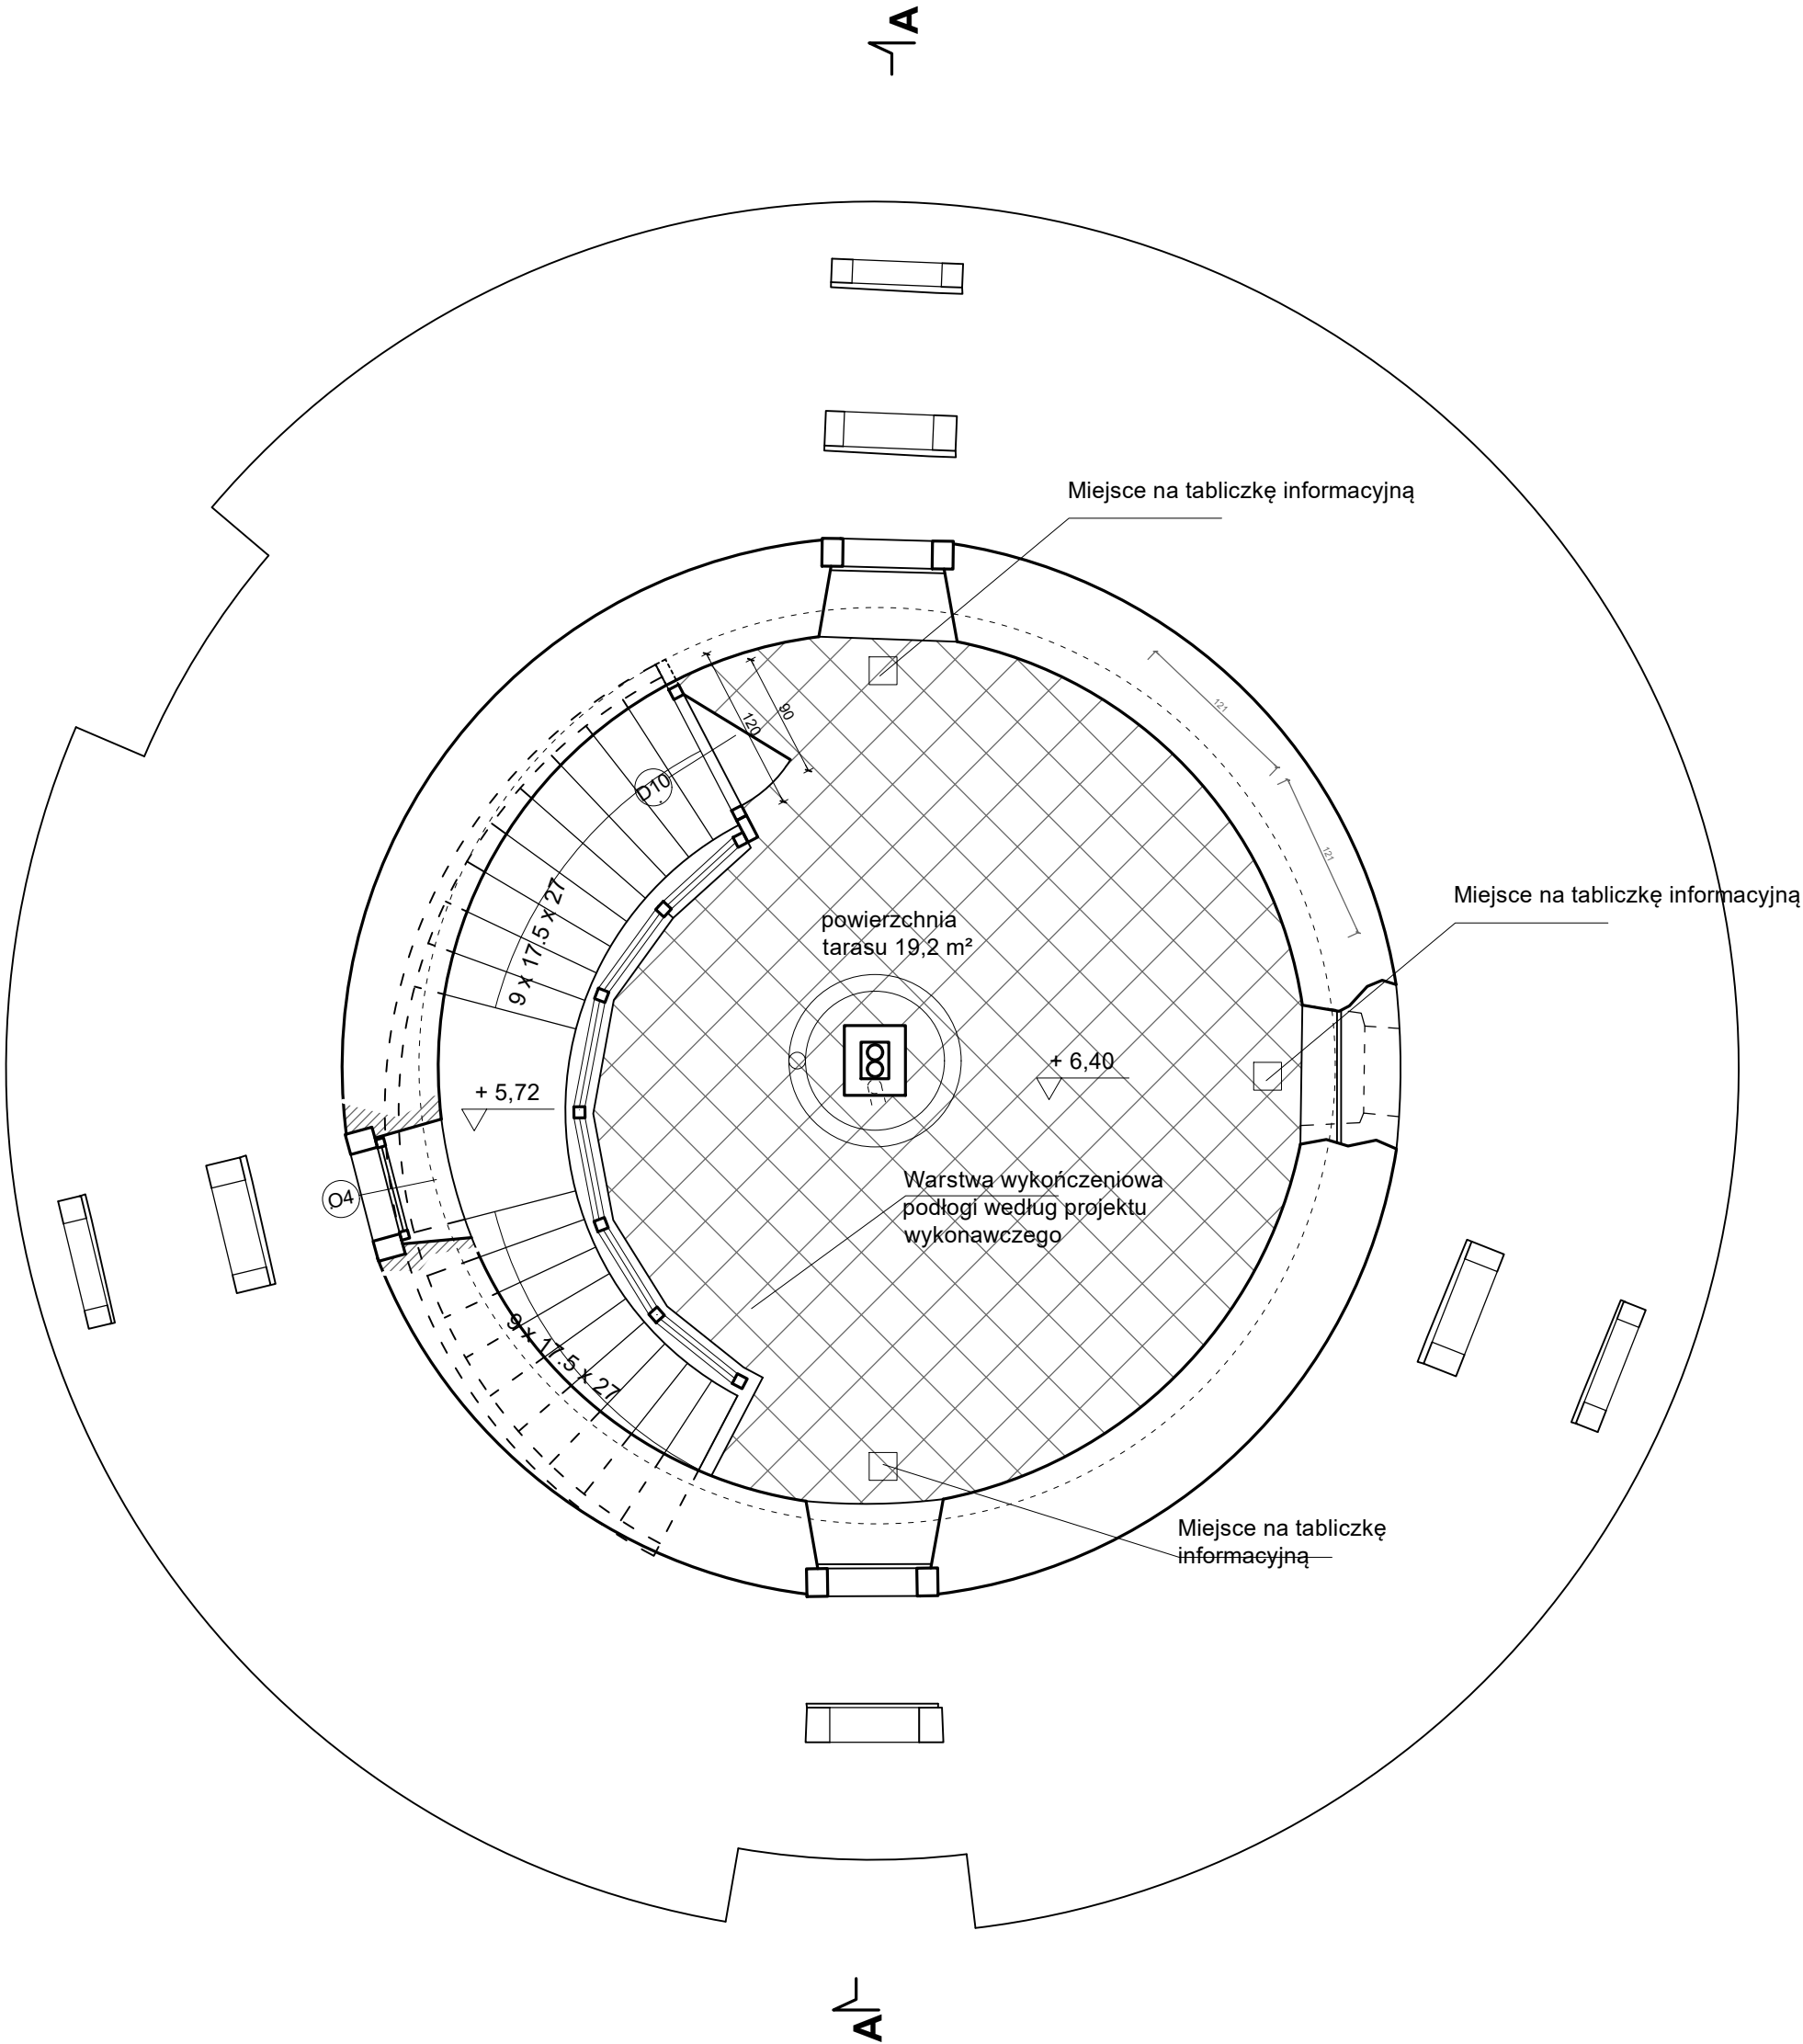 A
Miejsce na tabliczkę informacyjną
90
120
121
D10
121
Miejsce na tabliczkę informacyjną
9 x 17.5 x 27
powierzchnia
tarasu 19,2 m²
+ 5,72
+ 6,40
O4
Warstwa wykończeniowa
podłogi według projektu
wykonawczego
9 x 17.5 x 27
Miejsce na tabliczkę
informacyjną
A